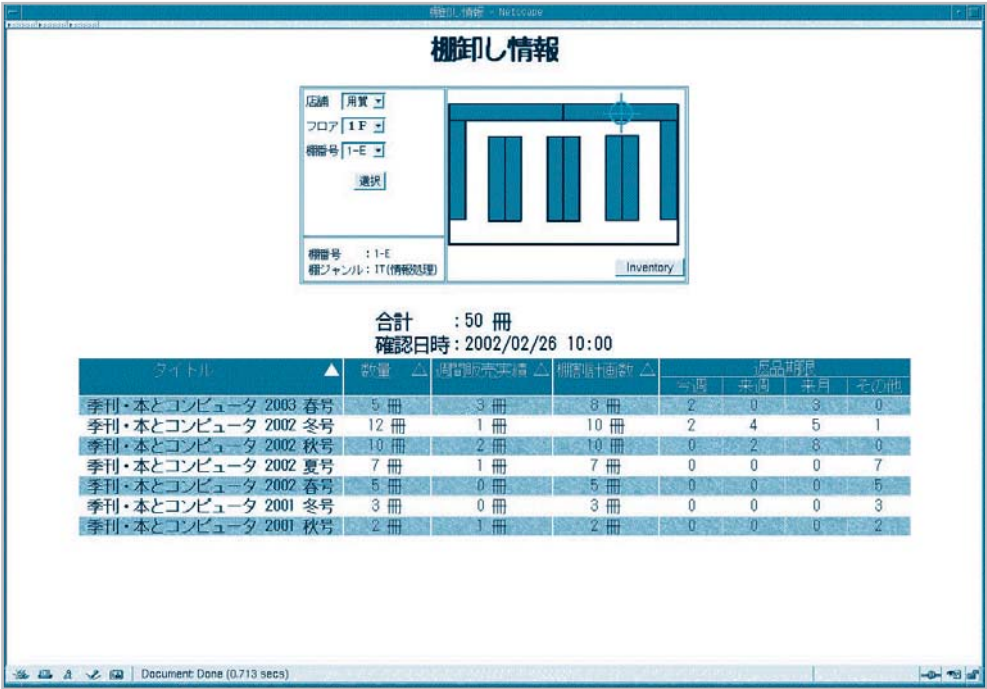 棚卸し情報 - Netscape
棚卸し情報
店舗 用賀
フロア 1F
棚番号 1-E
選択
棚番号 : 1-E
棚ジャンル : IT(情報処理)
Inventory
合計 : 50 冊
確認日時 : 2002/02/26 10:00
タイトル ▲ 数量 △ 週間販売実績 △ 棚割計画数 △ 返品期限
今週 来週 来月 その他
季刊・本とコンピュータ 2003 春号 5 冊 3 冊 8 冊 2 0 3 0
季刊・本とコンピュータ 2002 冬号 12 冊 1 冊 10 冊 2 4 5 1
季刊・本とコンピュータ 2002 秋号 10 冊 2 冊 10 冊 0 2 8 0
季刊・本とコンピュータ 2002 夏号 7 冊 1 冊 7 冊 0 0 0 7
季刊・本とコンピュータ 2002 春号 5 冊 0 冊 5 冊 0 0 0 5
季刊・本とコンピュータ 2001 冬号 3 冊 0 冊 3 冊 0 0 0 3
季刊・本とコンピュータ 2001 秋号 2 冊 1 冊 2 冊 0 0 0 2
Document: Done (0.713 secs)